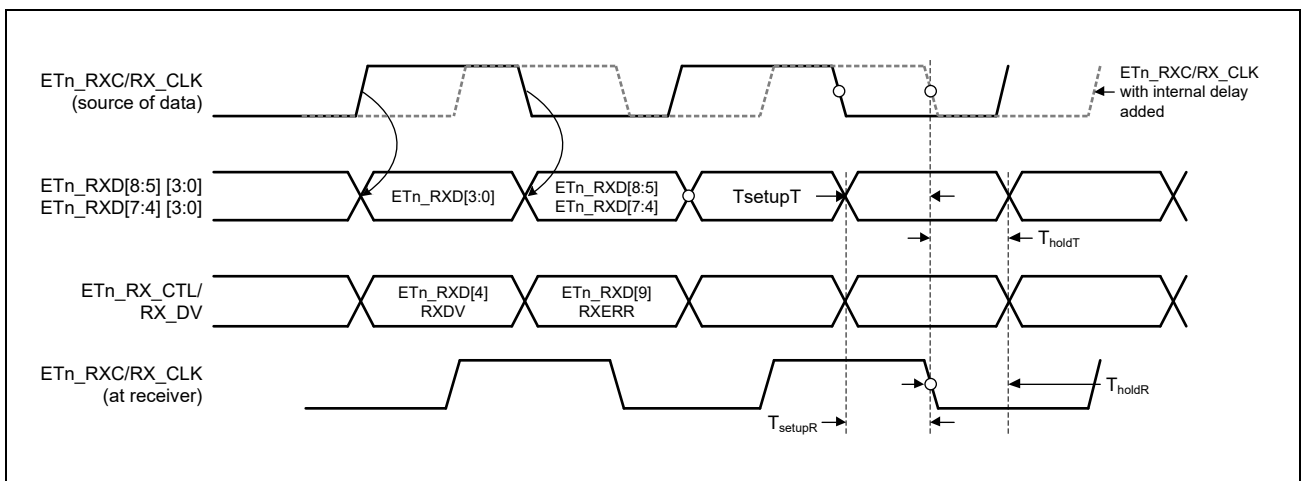 ETn_RXC/RX_CLK
(source of data)
ETn_RXC/RX_CLK
with internal delay
added
ETn_RXD[8:5] [3:0]
ETn_RXD[7:4] [3:0]
ETn_RXD[3:0]
ETn_RXD[8:5]
ETn_RXD[7:4]
TsetupT
TholdT
ETn_RX_CTL/
RX_DV
ETn_RXD[4]
RXDV
ETn_RXD[9]
RXERR
ETn_RXC/RX_CLK
(at receiver)
TholdR
TsetupR